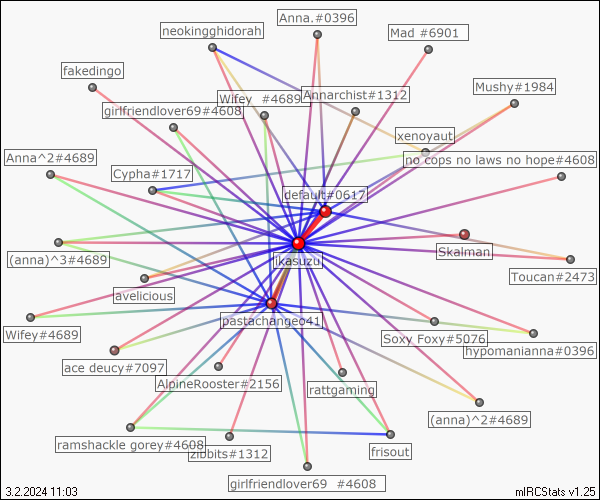 Anna.#0396
neokingghidorah
Mad #6901
fakedingo
Mushy#1984
Annarchist#1312
Wifey #4689
girlfriendlover69#4608
xenoyaut
no cops no laws no hope#4608
Anna^2#4689
Cypha#1717
default#0617
Skalman
(anna)^3#4689
ikasuzu
Toucan#2473
avelicious
pastachangeo41
Wifey#4689
Soxy Foxy#5076
hypomanianna#0396
ace deucy#7097
AlpineRooster#2156
rattgaming
(anna)^2#4689
ramshackle gorey#4608
zibbits#1312
frisout
girlfriendlover69 #4608
3.2.2024 11:03
mIRCStats v1.25